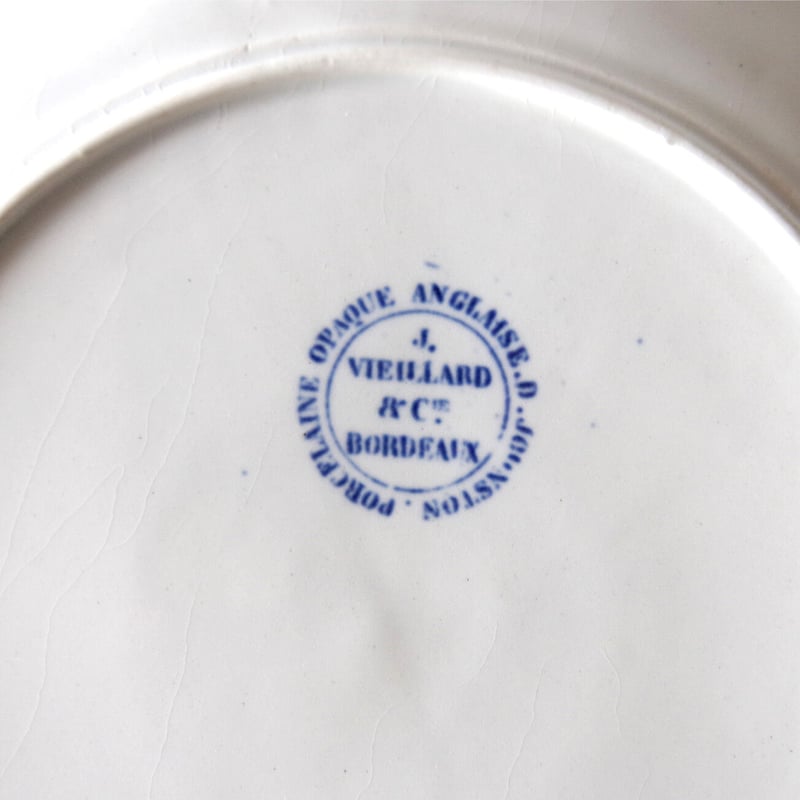 PORCELAINE OPAQUE ANGLAISE. D. JOHNSTON.
J.
VIEILLARD
& CIE.
BORDEAUX